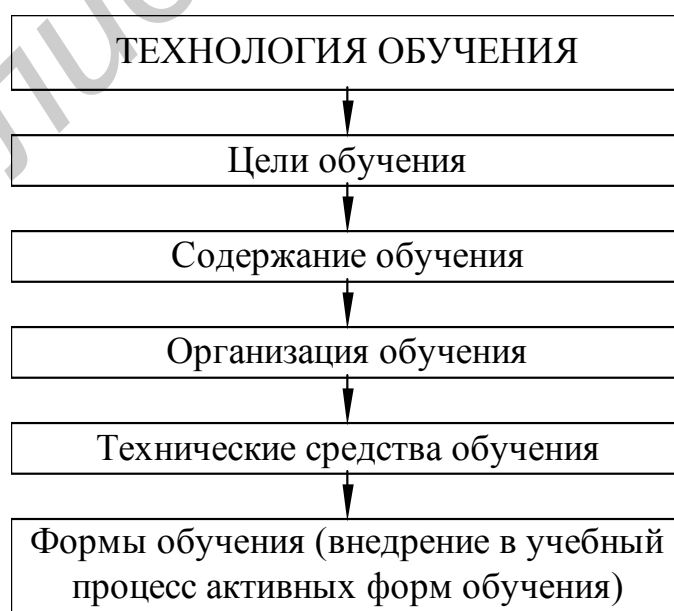 ТЕХНОЛОГИЯ ОБУЧЕНИЯ
Цели обучения
Содержание обучения
Организация обучения
Технические средства обучения
Формы обучения (внедрение в учебный
процесс активных форм обучения)